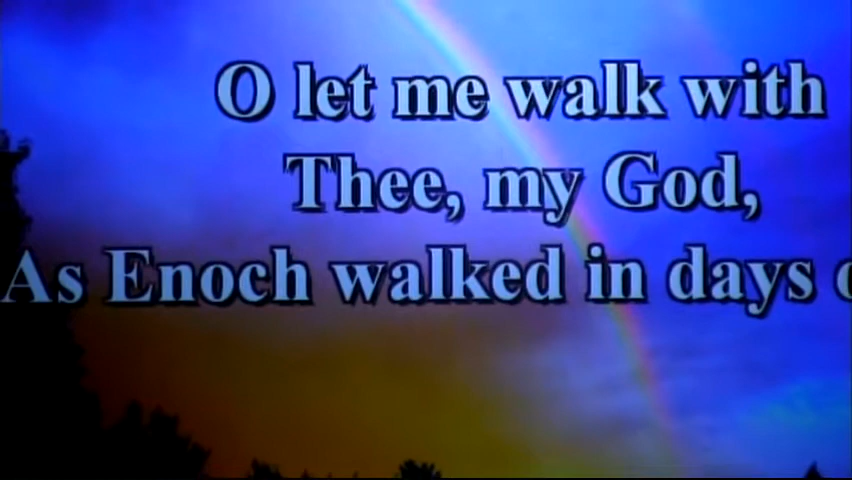 O let me walk with
Thee, my God,
As Enoch walked in days